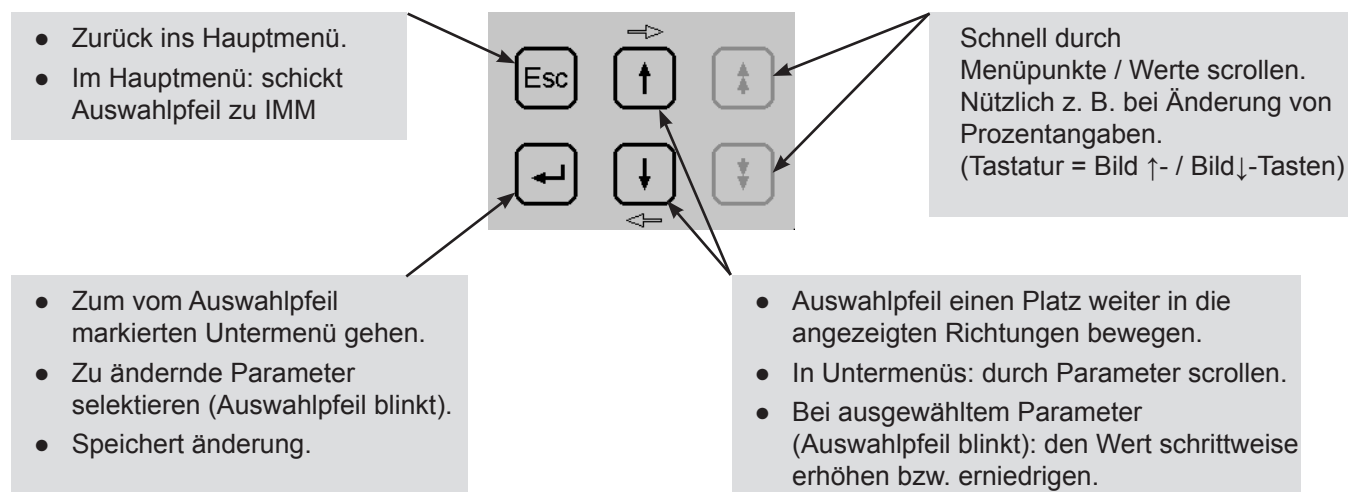 ● Zurück ins Hauptmenü.
● Im Hauptmenü: schickt
Auswahlpfeil zu IMM
Esc
Schnell durch
Menüpunkte / Werte scrollen.
Nützlich z. B. bei Änderung von
Prozentangaben.
(Tastatur = Bild ↑- / Bild↓-Tasten)
● Zum vom Auswahlpfeil
markierten Untermenü gehen.
● Zu ändernde Parameter
selektieren (Auswahlpfeil blinkt).
● Speichert änderung.
● Auswahlpfeil einen Platz weiter in die
angezeigten Richtungen bewegen.
● In Untermenüs: durch Parameter scrollen.
● Bei ausgewähltem Parameter
(Auswahlpfeil blinkt): den Wert schrittweise
erhöhen bzw. erniedrigen.